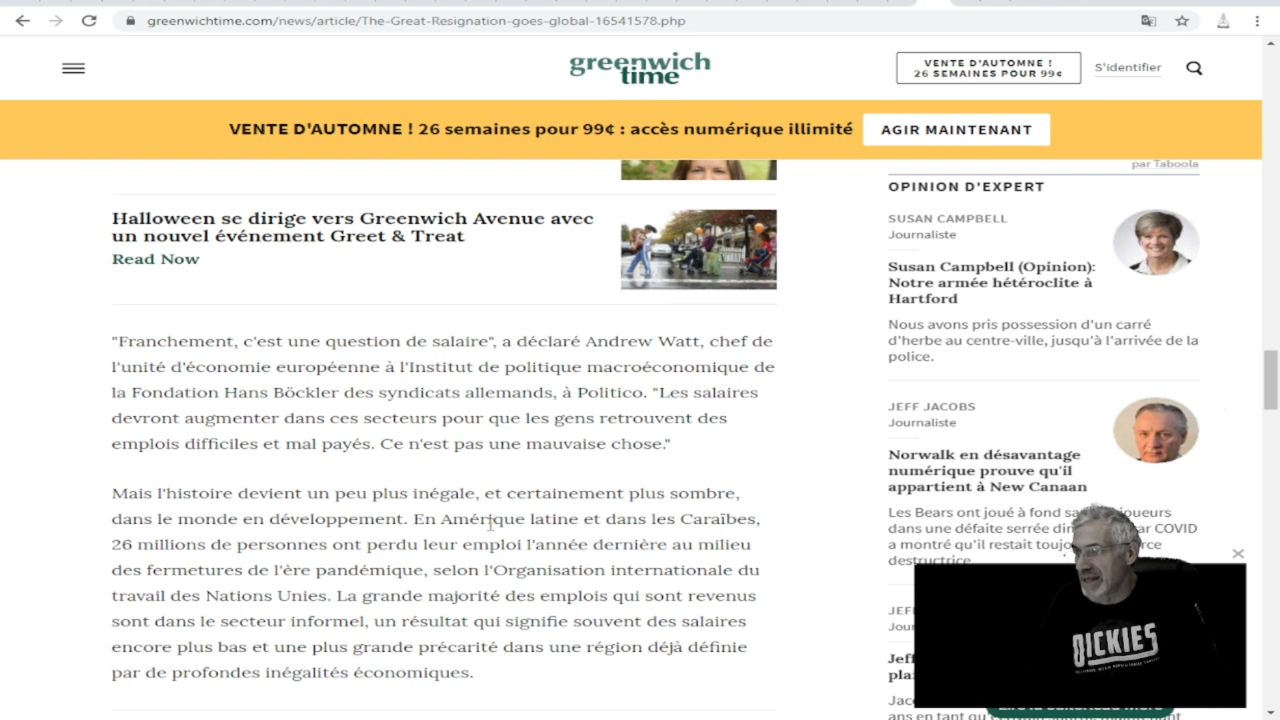 greenwichtime.com/news/article/The-Great-Resignation-goes-global-16541578.php
greenwich
time
VENTE D'AUTOMNE !
26 SEMAINES POUR 99¢
S'identifier
VENTE D'AUTOMNE ! 26 semaines pour 99¢ : accès numérique illimité
AGIR MAINTENANT
Halloween se dirige vers Greenwich Avenue avec
un nouvel événement Greet & Treat
Read Now
"Franchement, c'est une question de salaire", a déclaré Andrew Watt, chef de
l'unité d'économie européenne à l'Institut de politique macroéconomique de
la Fondation Hans Böckler des syndicats allemands, à Politico. "Les salaires
devront augmenter dans ces secteurs pour que les gens retrouvent des
emplois difficiles et mal payés. Ce n'est pas une mauvaise chose."
Mais l'histoire devient un peu plus inégale, et certainement plus sombre,
dans le monde en développement. En Amérique latine et dans les Caraïbes,
26 millions de personnes ont perdu leur emploi l'année dernière au milieu
des fermetures de l'ère pandémique, selon l'Organisation internationale du
travail des Nations Unies. La grande majorité des emplois qui sont revenus
sont dans le secteur informel, un résultat qui signifie souvent des salaires
encore plus bas et une plus grande précarité dans une région déjà définie
par de profondes inégalités économiques.
par Taboola
OPINION D'EXPERT
SUSAN CAMPBELL
Journaliste
Susan Campbell (Opinion):
Notre armée hétéroclite à
Hartford
Nous avons pris possession d'un carré
d'herbe au centre-ville, jusqu'à l'arrivée de la
police.
JEFF JACOBS
Journaliste
Norwalk en désavantage
numérique prouve qu'il
appartient à New Canaan
Les Bears ont joué à fond joueurs
dans une défaite serrée COVID
a montré qu'il restait
destructrice
DICKIES